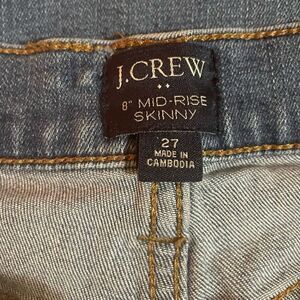 J.CREW
8" MID-RISE
SKINNY
27
MADE IN
CAMBODIA